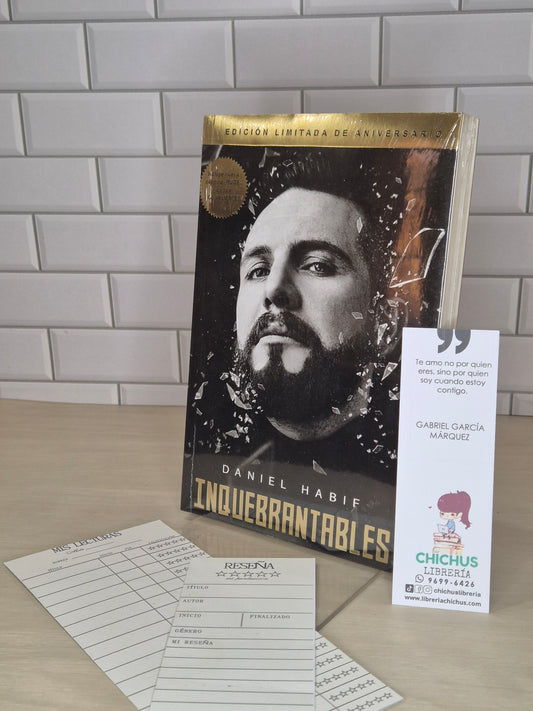 EDICIÓN LIMITADA DE ANIVERSARIO
DANIEL HABIF
INQUEBRANTABLES
Te amo no por quien
eres, sino por quien
soy cuando estoy
contigo.
GABRIEL GARCÍA
MÁRQUEZ
CHICHUS
LIBRERÍA
9699-6426
chichuslibreria
www.libreriachichus.com
MIS LECTURAS
TÍTULO
RESEÑA
TÍTULO
AUTOR
INICIO FINALIZADO
GÉNERO
MI RESEÑA